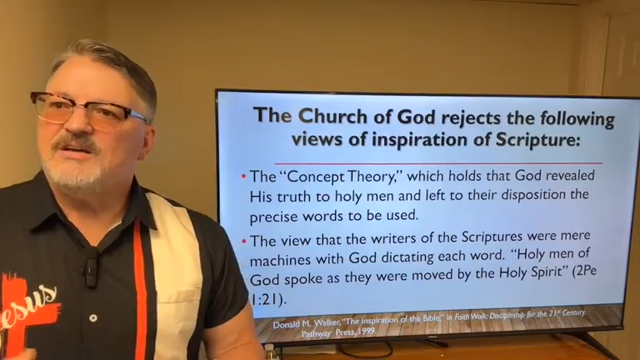 The Church of God rejects the following
views of inspiration of Scripture:
• The “Concept Theory,” which holds that God revealed
His truth to holy men and left to their disposition the
precise words to be used.
• The view that the writers of the Scriptures were mere
machines with God dictating each word. “Holy men of
God spoke as they were moved by the Holy Spirit” (2Pe
1:21).
Donald M. Walker, “The Inspiration of the Bible,” in Faith Walk: Discipleship for the 21st Century.
Pathway Press, 1999
Jesus